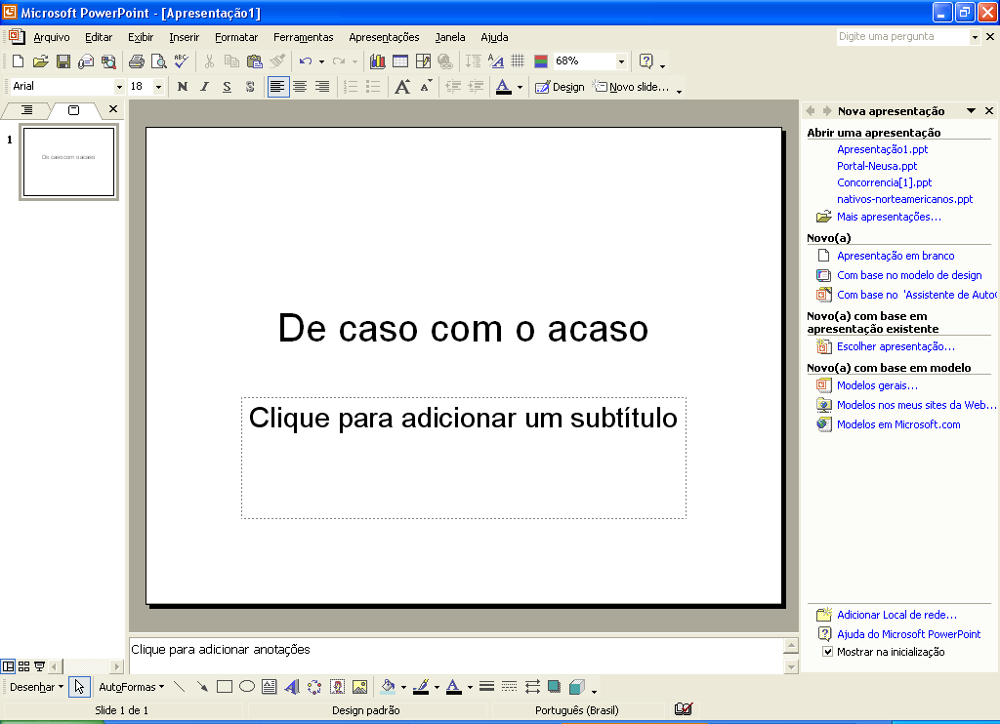 Microsoft PowerPoint - [Apresentação1]
Arquivo Editar Exibir Inserir Formatar Ferramentas Apresentações Janela Ajuda Digite uma pergunta
68%
Arial 18 N I S S Design Novo slide...
Nova apresentação
1
De caso com o acaso
Abrir uma apresentação
Apresentação1.ppt
Portal-Neusa.ppt
Concorrencia[1].ppt
nativos-norteamericanos.ppt
Mais apresentações...
Novo(a)
Apresentação em branco
Com base no modelo de design
Com base no 'Assistente de Auto
Novo(a) com base em
apresentação existente
Escolher apresentação...
Novo(a) com base em modelo
Modelos gerais...
Modelos nos meus sites da Web...
Modelos em Microsoft.com
De caso com o acaso
Clique para adicionar um subtítulo
Adicionar Local de rede...
Ajuda do Microsoft PowerPoint
Mostrar na inicialização
Clique para adicionar anotações
Desenhar AutoFormas
Slide 1 de 1 Design padrão Português (Brasil)